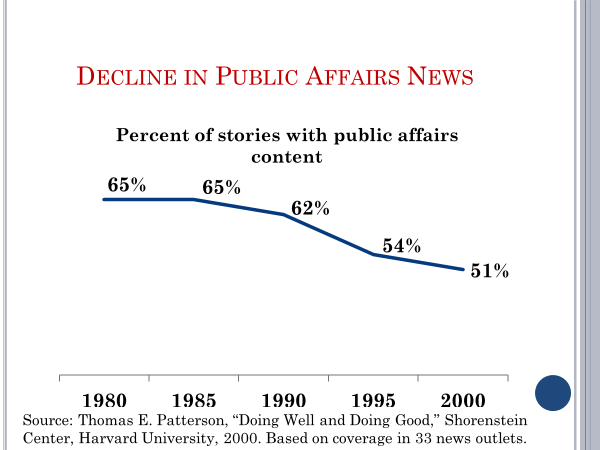 DECLINE IN PUBLIC AFFAIRS NEWS
Percent of stories with public affairs
content
65%
65%
62%
54%
51%
1980 1985 1990 1995 2000
Source: Thomas E. Patterson, “Doing Well and Doing Good,” Shorenstein
Center, Harvard University, 2000. Based on coverage in 33 news outlets.